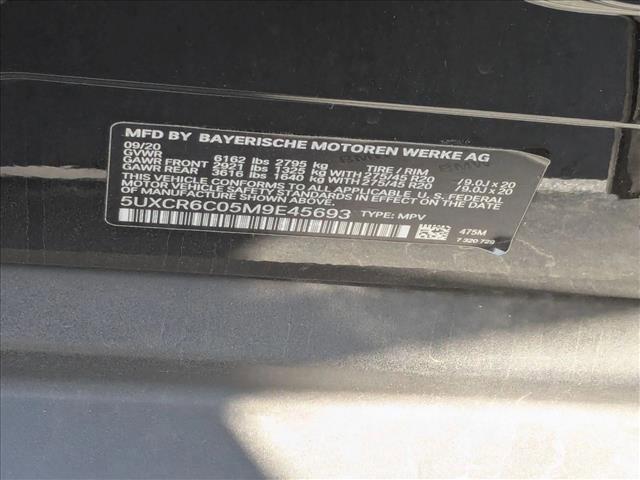 MFD BY BAYERISCHE MOTOREN WERKE AG
09/20
GVWR 6162 lbs 2795 kg TIRE / RIM
GAWR FRONT 2921 lbs 1325 kg WITH 275/45 R20 / 9.0J x 20
GAWR REAR 3616 lbs 1640 kg WITH 275/45 R20 / 9.0J x 20
THIS VEHICLE CONFORMS TO ALL APPLICABLE U.S. FEDERAL
MOTOR VEHICLE SAFETY STANDARDS IN EFFECT ON THE DATE
OF MANUFACTURE SHOWN ABOVE.
5UXCR6C05M9E45693 TYPE: MPV
475M
7 320 729